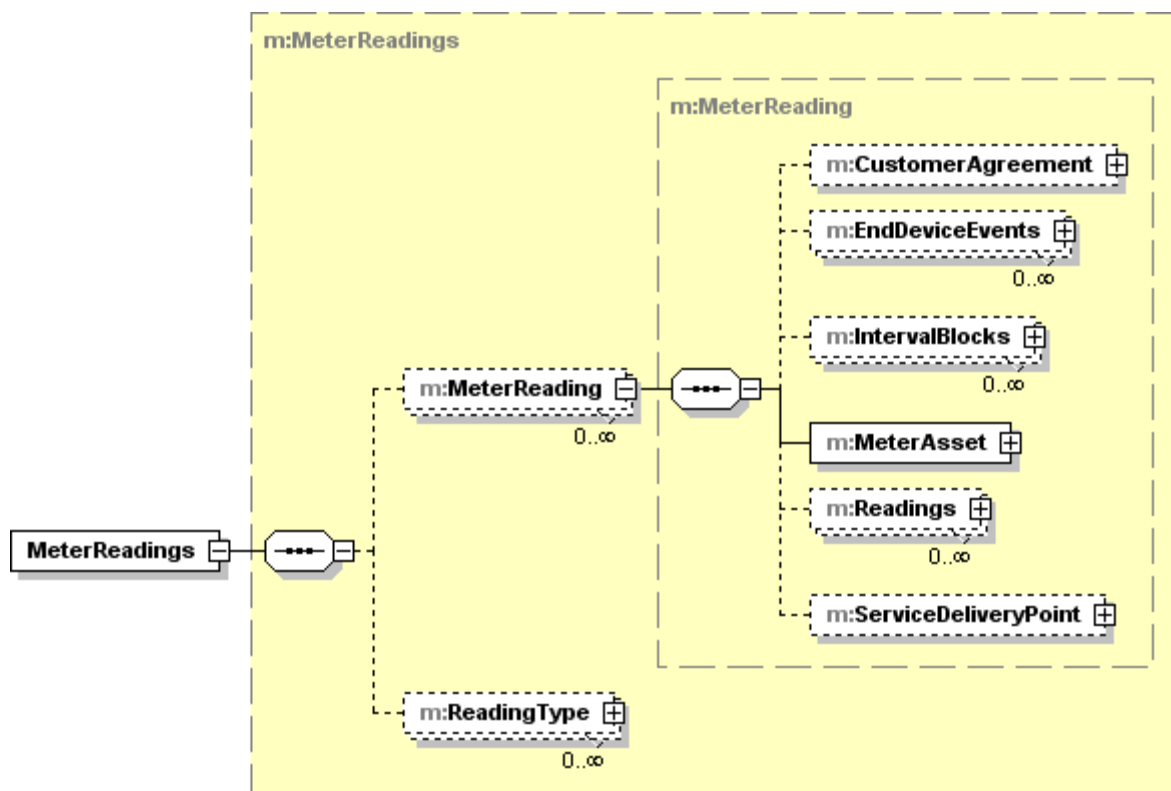 m:MeterReadings
m:MeterReading
m:CustomerAgreement
m:EndDeviceEvents
0..∞
m:IntervalBlocks
0..∞
m:MeterReading
0..∞
m:MeterAsset
m:Readings
0..∞
MeterReadings
m:ServiceDeliveryPoint
m:ReadingType
0..∞